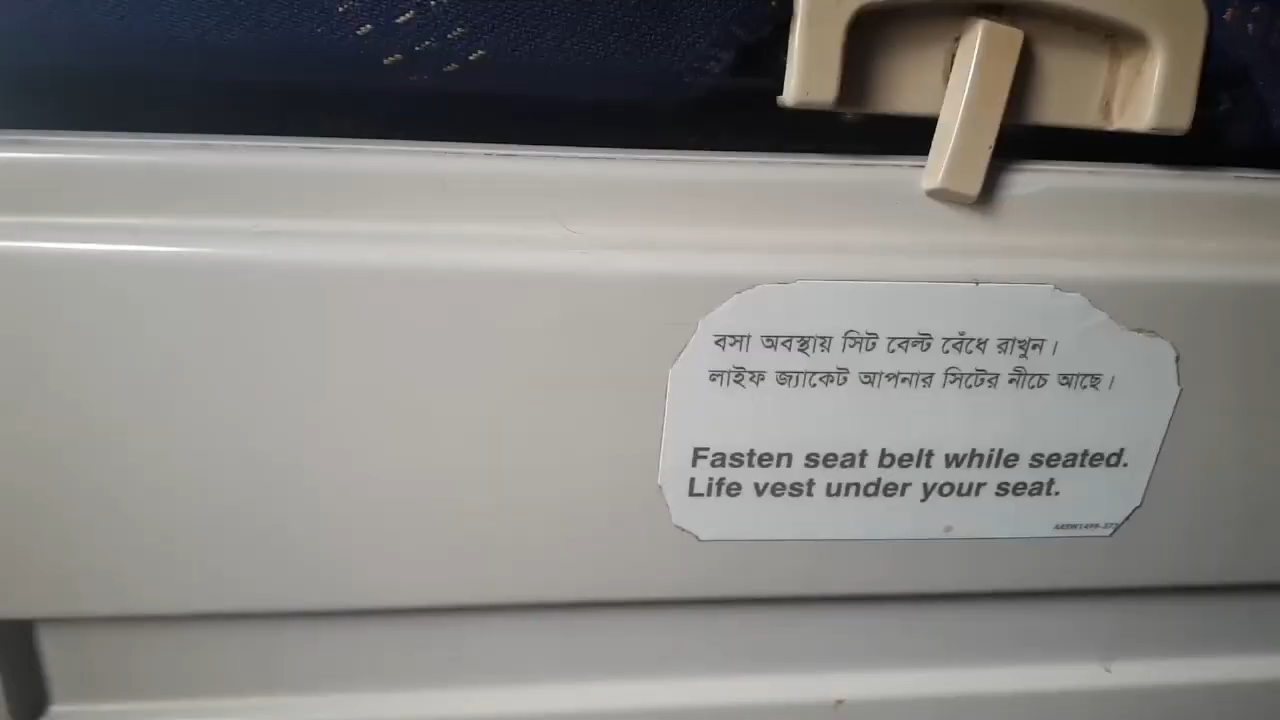 বসা অবস্থায় সিট বেল্ট বেঁধে রাখুন।
লাইফ জ্যাকেট আপনার সিটের নীচে আছে।
Fasten seat belt while seated.
Life vest under your seat.